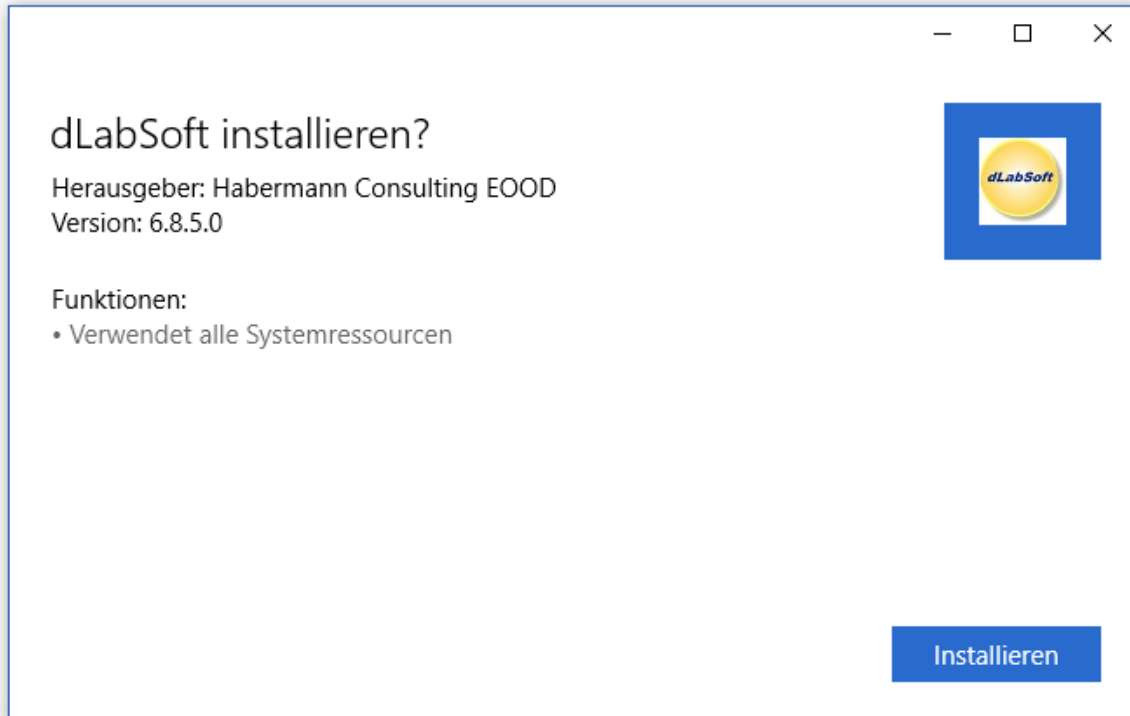 dLabSoft installieren?
Herausgeber: Habermann Consulting EOOD
Version: 6.8.5.0
dLabSoft
Funktionen:
• Verwendet alle Systemressourcen
Installieren